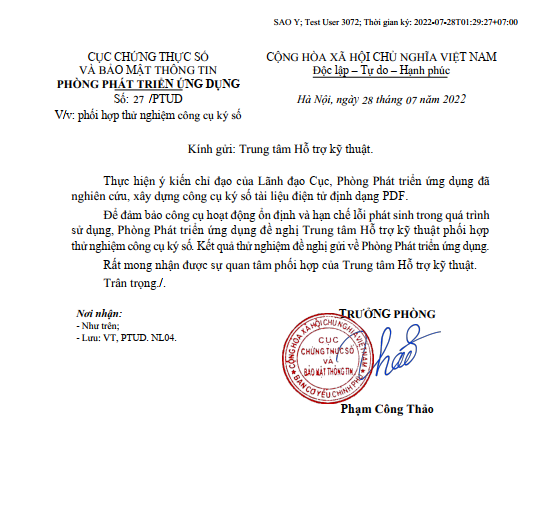 SAO Y; Test User 3072; Thời gian ký: 2022-07-28T01:29:27+07:00
CỤC CHỨNG THỰC SỐ
VÀ BẢO MẬT THÔNG TIN
PHÒNG PHÁT TRIỂN ỨNG DỤNG
Số: 27 /PTUD
V/v: phối hợp thử nghiệm công cụ ký số
CỘNG HÒA XÃ HỘI CHỦ NGHĨA VIỆT NAM
Độc lập – Tự do – Hạnh phúc
Hà Nội, ngày 28 tháng 07 năm 2022
Kính gửi: Trung tâm Hỗ trợ kỹ thuật.
Thực hiện ý kiến chỉ đạo của Lãnh đạo Cục, Phòng Phát triển ứng dụng đã
nghiên cứu, xây dựng công cụ ký số tài liệu điện tử định dạng PDF.
Để đảm bảo công cụ hoạt động ổn định và hạn chế lỗi phát sinh trong quá trình
sử dụng, Phòng Phát triển ứng dụng đề nghị Trung tâm Hỗ trợ kỹ thuật phối hợp
thử nghiệm công cụ ký số. Kết quả thử nghiệm đề nghị gửi về Phòng Phát triển ứng dụng.
Rất mong nhận được sự quan tâm phối hợp của Trung tâm Hỗ trợ kỹ thuật.
Trân trọng./.
Nơi nhận:
- Như trên;
- Lưu: VT, PTUD. NL04.
TRƯỞNG PHÒNG
CỘNG HÒA XÃ HỘI CHỦ NGHĨA VIỆT NAM
CỤC
CHỨNG THỰC SỐ
VÀ
BẢO MẬT THÔNG TIN
BAN CƠ YẾU CHÍNH PHỦ
Phạm Công Thảo